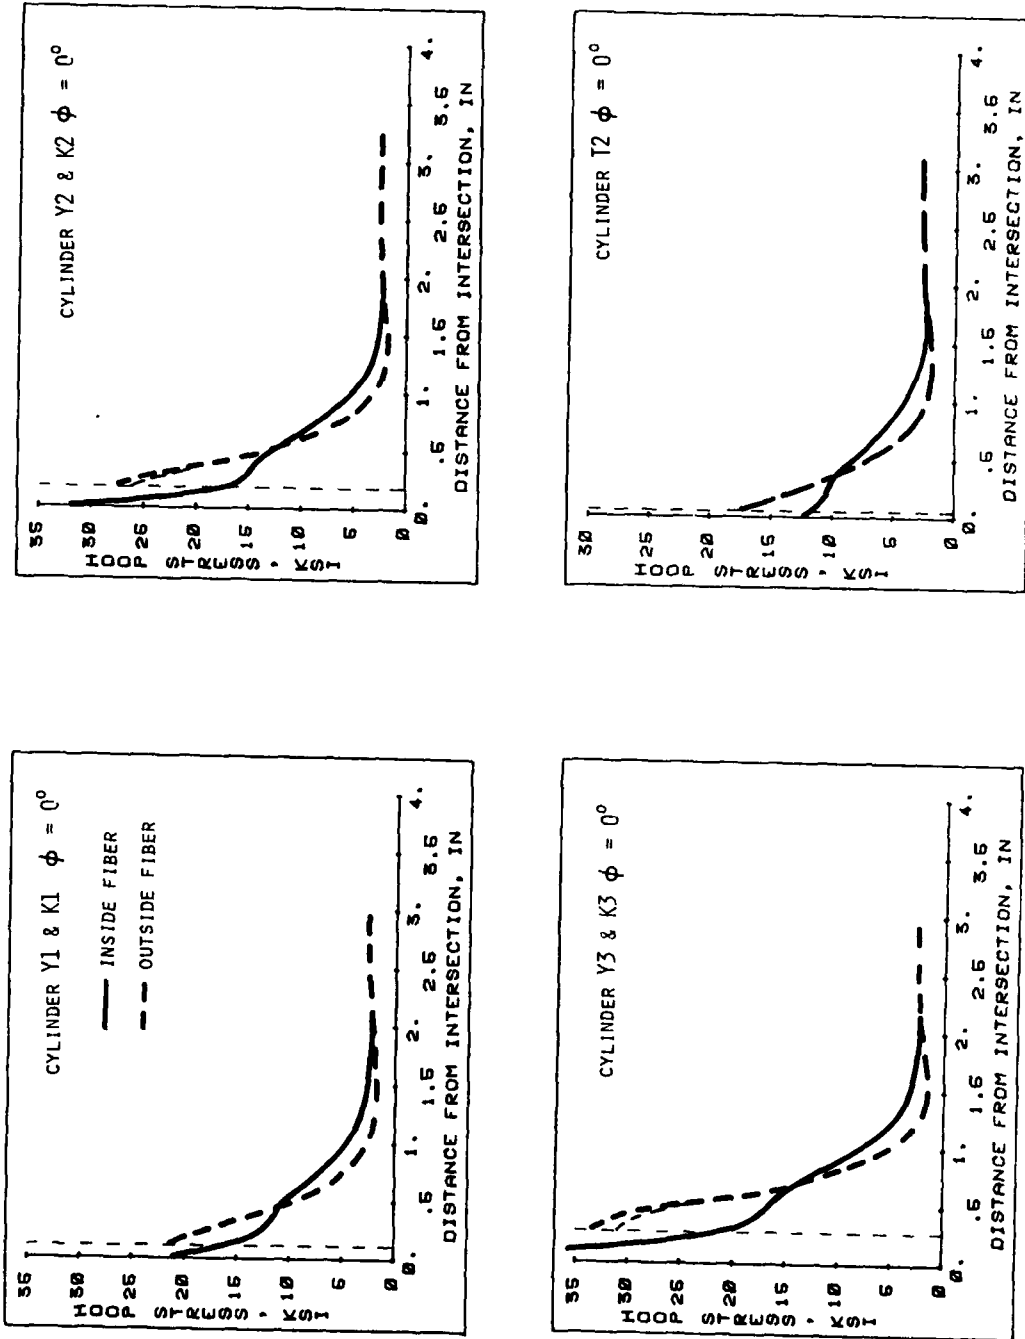 CYLINDER Y1 & K1 ϕ = 0°
INSIDE FIBER
OUTSIDE FIBER
35
30
25
20
15
10
5
0
HOOP STRESS, KSI
0. .5 1. 1.5 2. 2.5 3. 3.5 4.
DISTANCE FROM INTERSECTION, IN
CYLINDER Y2 & K2 ϕ = 0°
35
30
25
20
15
10
5
0
HOOP STRESS, KSI
0. .5 1. 1.5 2. 2.5 3. 3.5 4.
DISTANCE FROM INTERSECTION, IN
CYLINDER Y3 & K3 ϕ = 0°
35
30
25
20
15
10
5
0
HOOP STRESS, KSI
0. .5 1. 1.5 2. 2.5 3. 3.5 4.
DISTANCE FROM INTERSECTION, IN
CYLINDER T2 ϕ = 0°
30
25
20
15
10
5
0
HOOP STRESS, KSI
0. .5 1. 1.5 2. 2.5 3. 3.5 4.
DISTANCE FROM INTERSECTION, IN